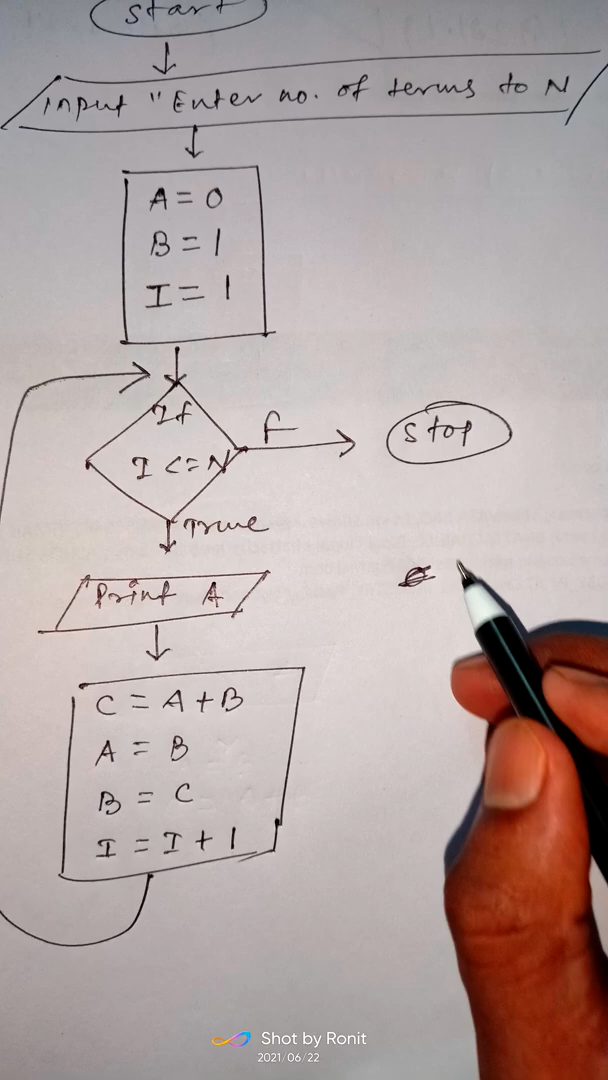 start
Input "Enter no. of terms to N
A = 0
B = 1
I = 1
If
I <= N
F
stop
True
Print A
C = A + B
A = B
B = C
I = I + 1
Shot by Ronit
2021/06/22